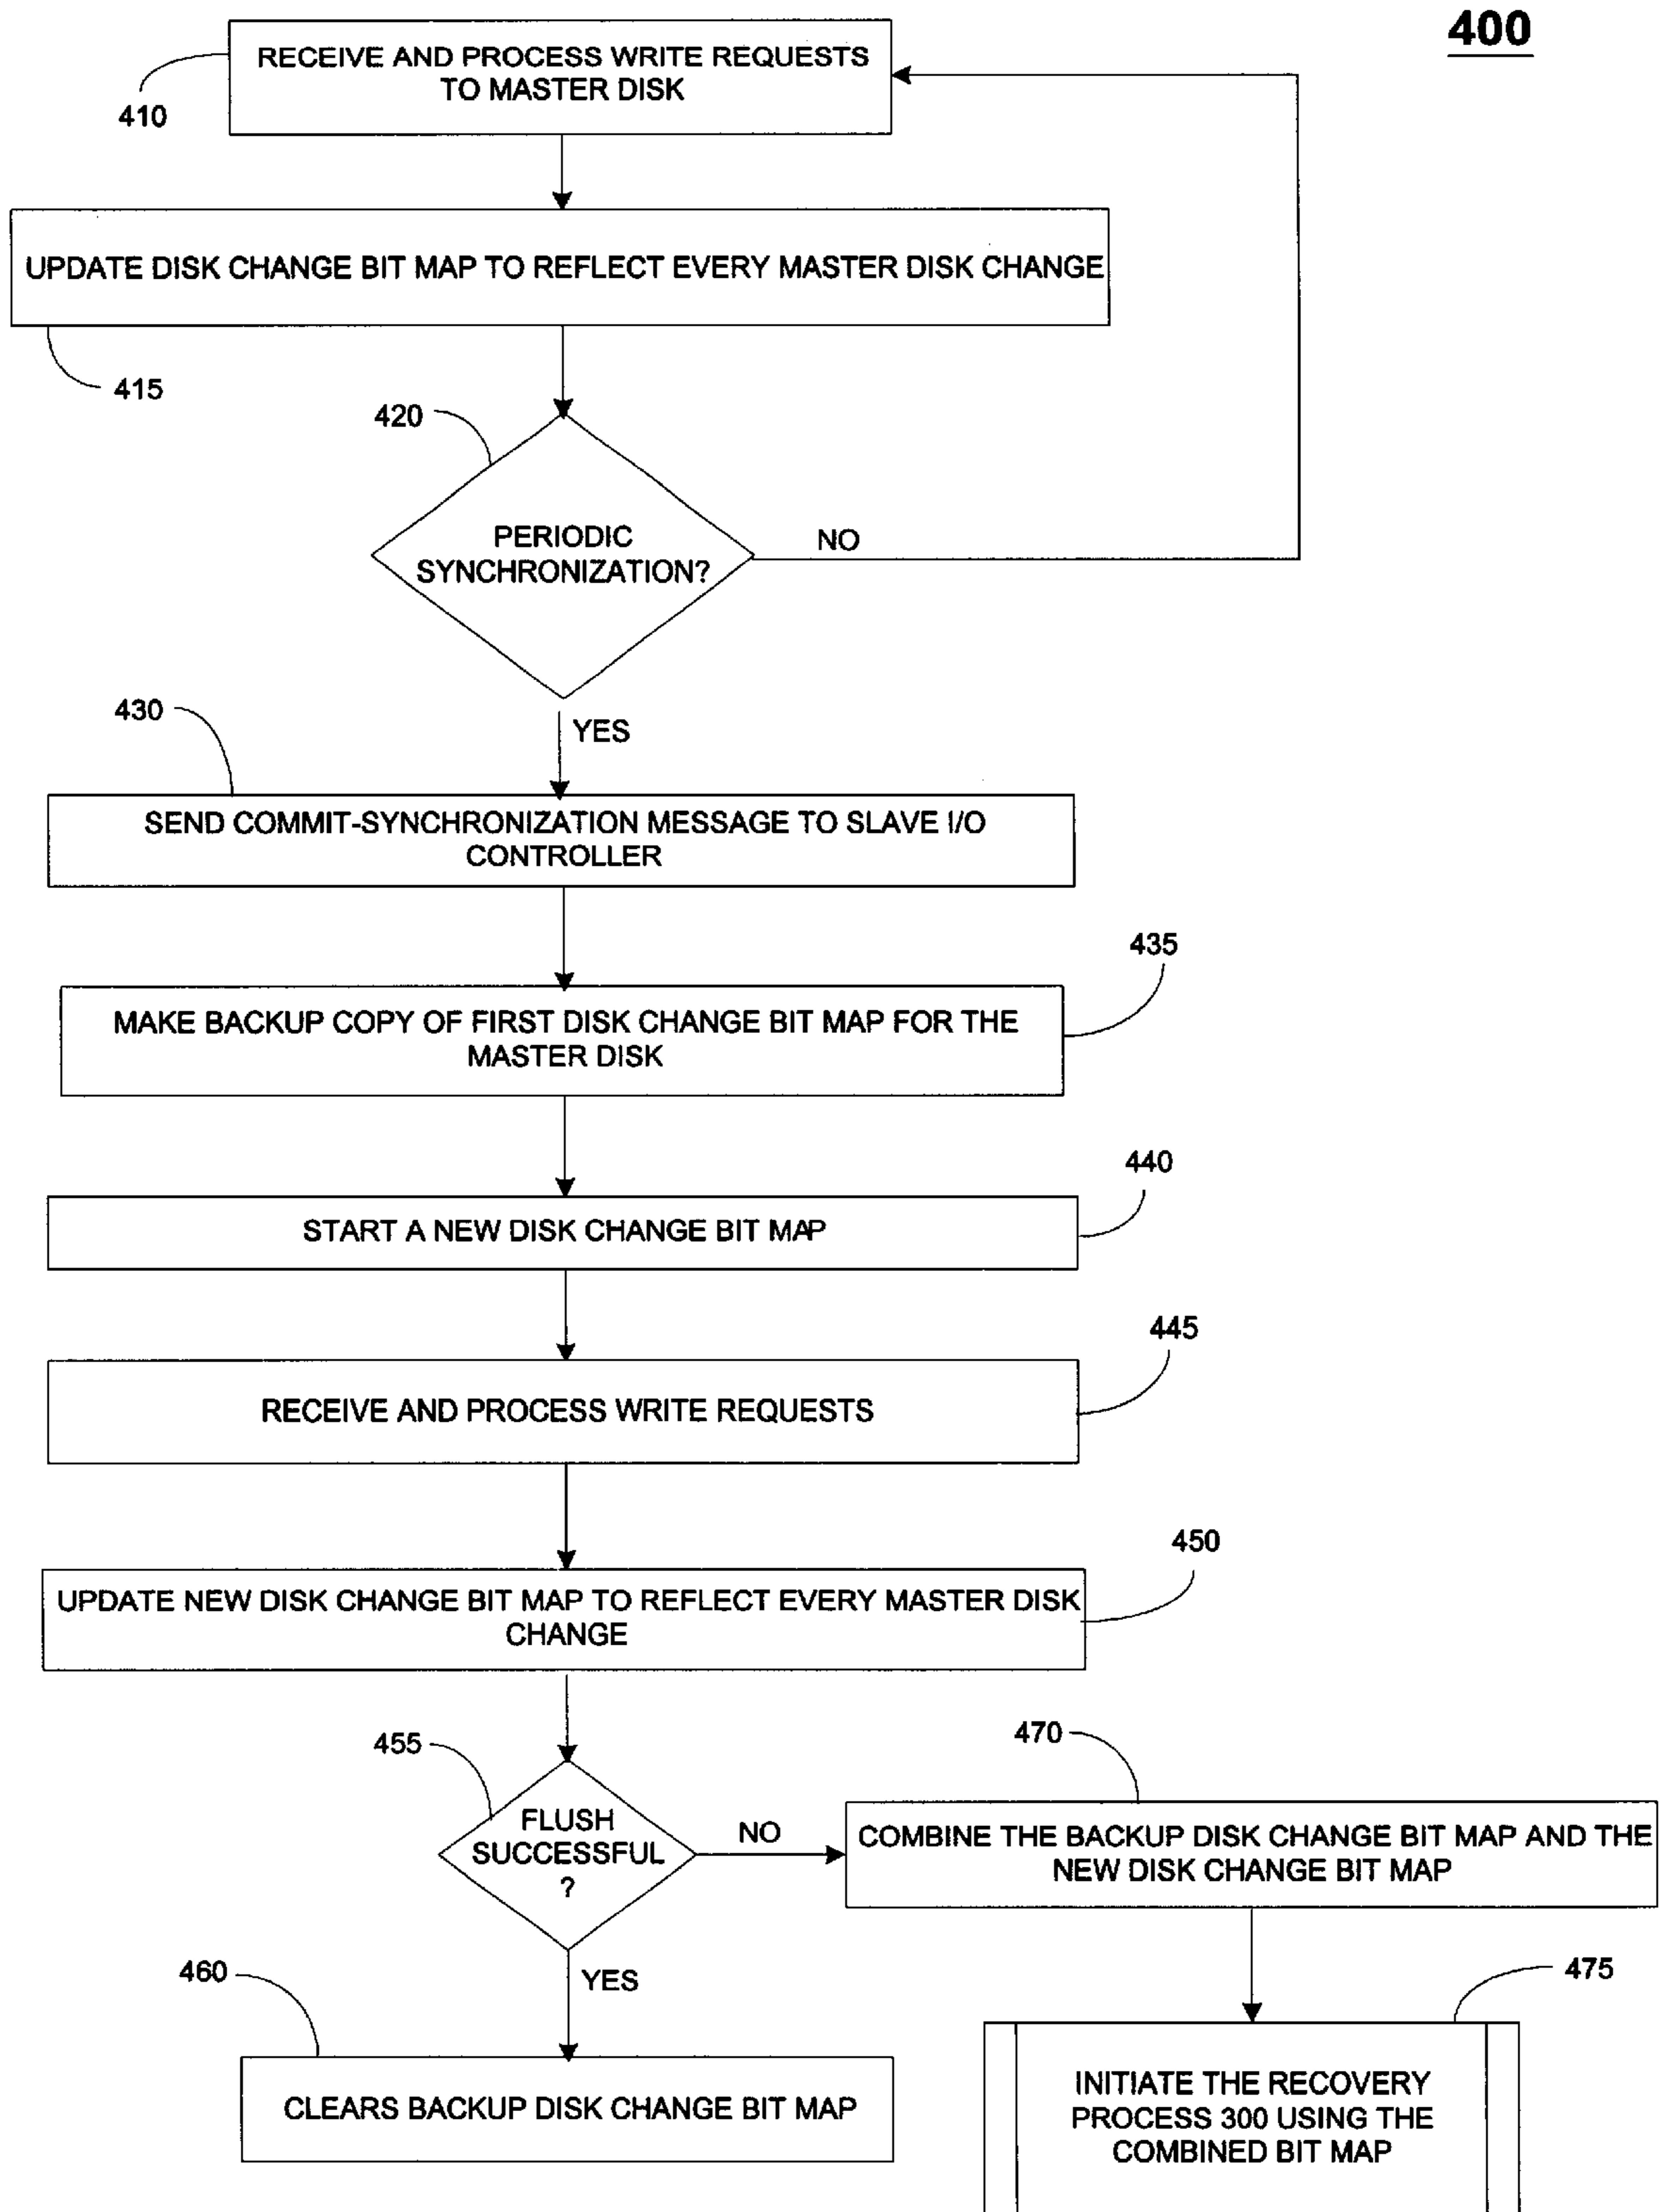 400
RECEIVE AND PROCESS WRITE REQUESTS
TO MASTER DISK
410
UPDATE DISK CHANGE BIT MAP TO REFLECT EVERY MASTER DISK CHANGE
415
420
PERIODIC
SYNCHRONIZATION?
NO
430
YES
SEND COMMIT-SYNCHRONIZATION MESSAGE TO SLAVE I/O
CONTROLLER
435
MAKE BACKUP COPY OF FIRST DISK CHANGE BIT MAP FOR THE
MASTER DISK
440
START A NEW DISK CHANGE BIT MAP
445
RECEIVE AND PROCESS WRITE REQUESTS
450
UPDATE NEW DISK CHANGE BIT MAP TO REFLECT EVERY MASTER DISK
CHANGE
455
FLUSH
SUCCESSFUL
?
NO
470
COMBINE THE BACKUP DISK CHANGE BIT MAP AND THE
NEW DISK CHANGE BIT MAP
460
YES
475
CLEARS BACKUP DISK CHANGE BIT MAP
INITIATE THE RECOVERY
PROCESS 300 USING THE
COMBINED BIT MAP